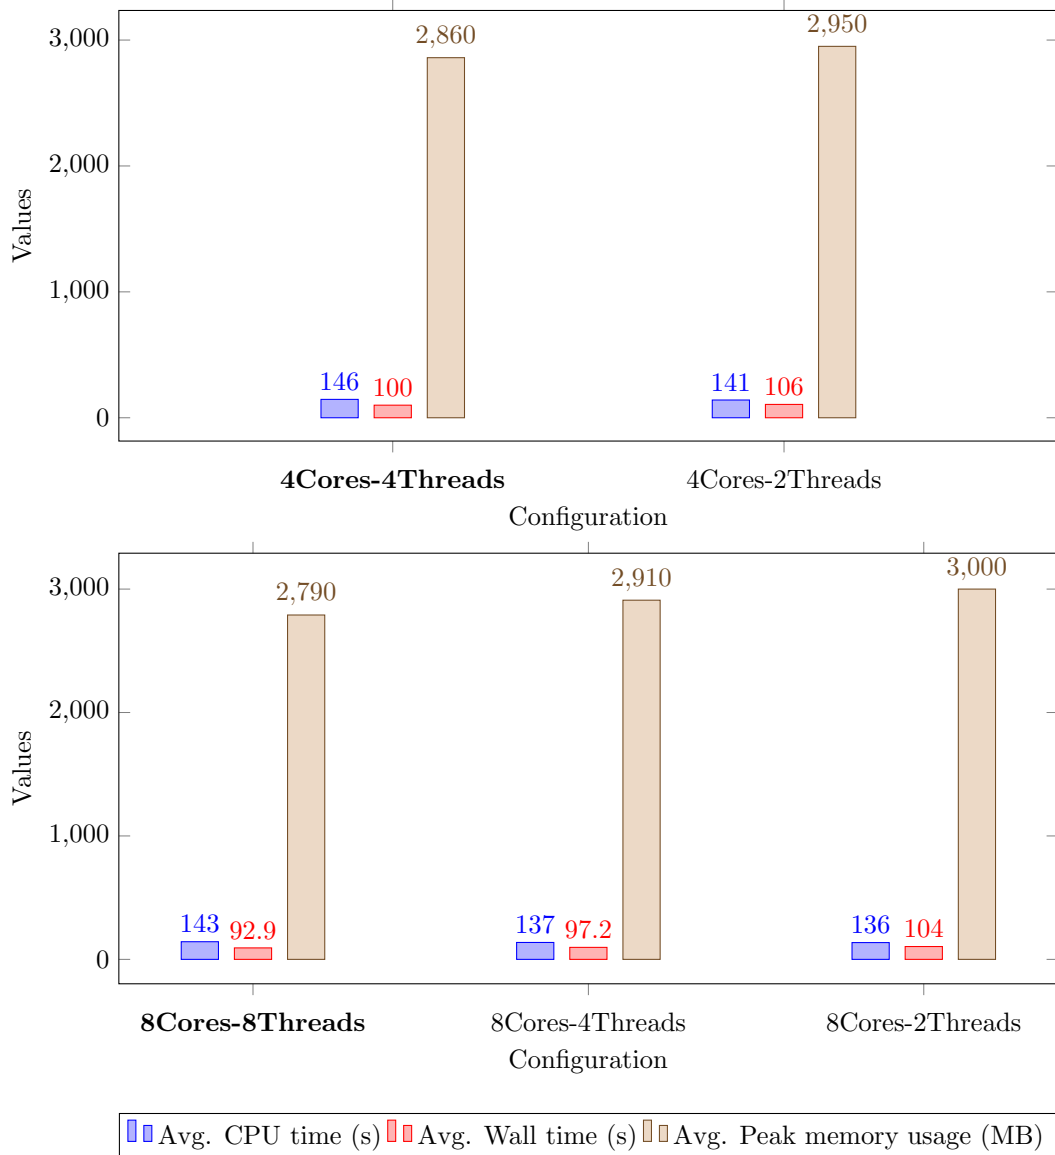 2,860
2,950
3,000
2,000
1,000
0
Values
146
100
141
106
4Cores-4Threads
4Cores-2Threads
Configuration
2,790
2,910
3,000
3,000
2,000
1,000
0
Values
143
92.9
137
97.2
136
104
8Cores-8Threads
8Cores-4Threads
8Cores-2Threads
Configuration
Avg. CPU time (s) Avg. Wall time (s) Avg. Peak memory usage (MB)